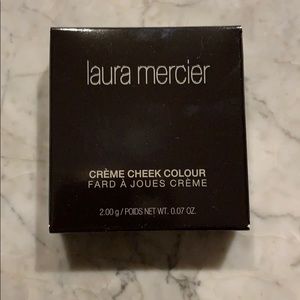 laura mercier
CRÈME CHEEK COLOUR
FARD À JOUES CRÈME
2.00 g / POIDS NET WT. 0.07 OZ.